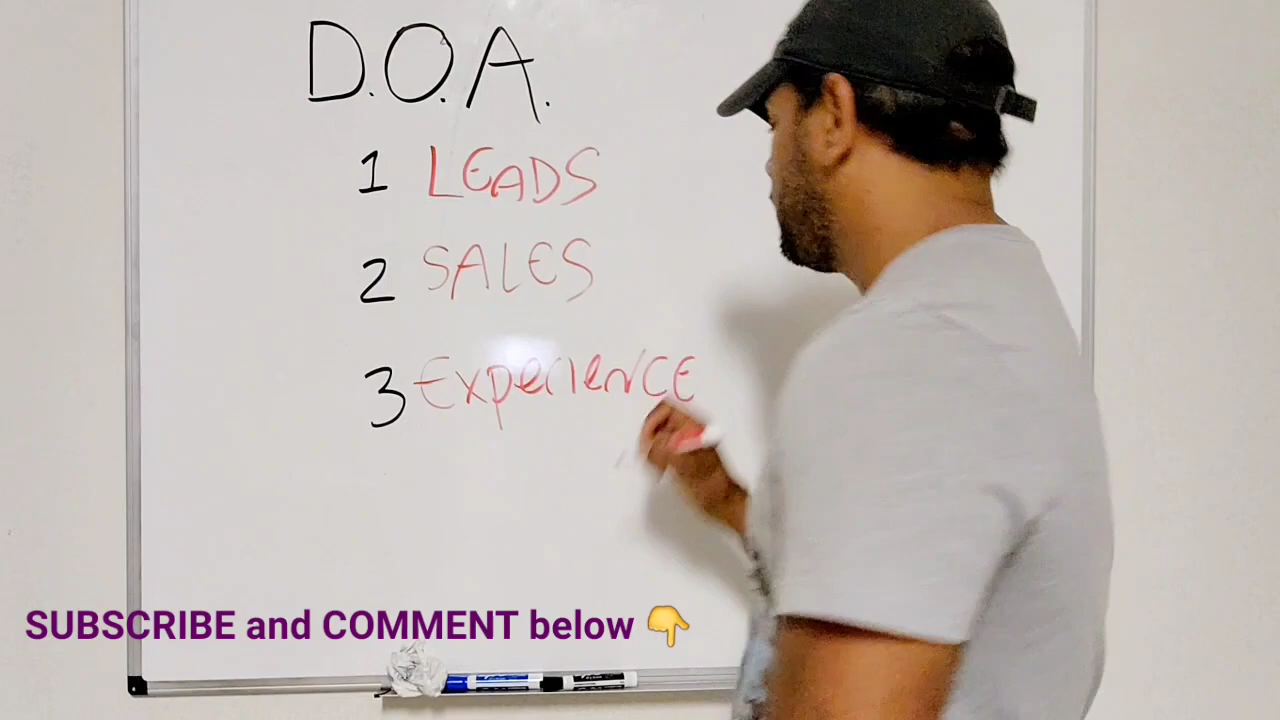 D.O.A.
1 LEADS
2 SALES
3 ExperieNCE
SUBSCRIBE and COMMENT below 👇